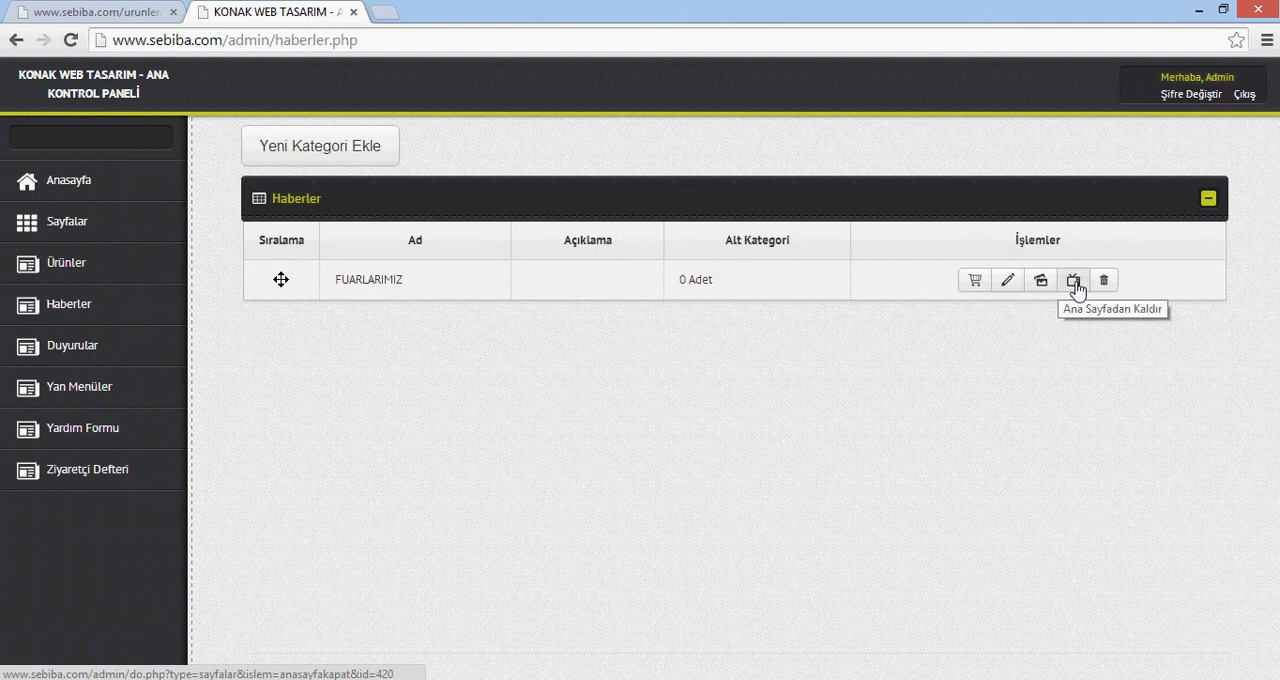 www.sebiba.com/urunler.
KONAK WEB TASARIM - A
www.sebiba.com/admin/haberler.php
KONAK WEB TASARIM - ANA
KONTROL PANELİ
Merhaba, Admin
Şifre Değiştir Çıkış
Anasayfa
Sayfalar
Ürünler
Haberler
Duyurular
Yan Menüler
Yardım Formu
Ziyaretçi Defteri
Yeni Kategori Ekle
Haberler
Sıralama Ad Açıklama Alt Kategori İşlemler
FUARLARIMIZ 0 Adet
Ana Sayfadan Kaldır
www.sebiba.com/admin/do.php?type=sayfalar&islem=anasayfakapat&id=420